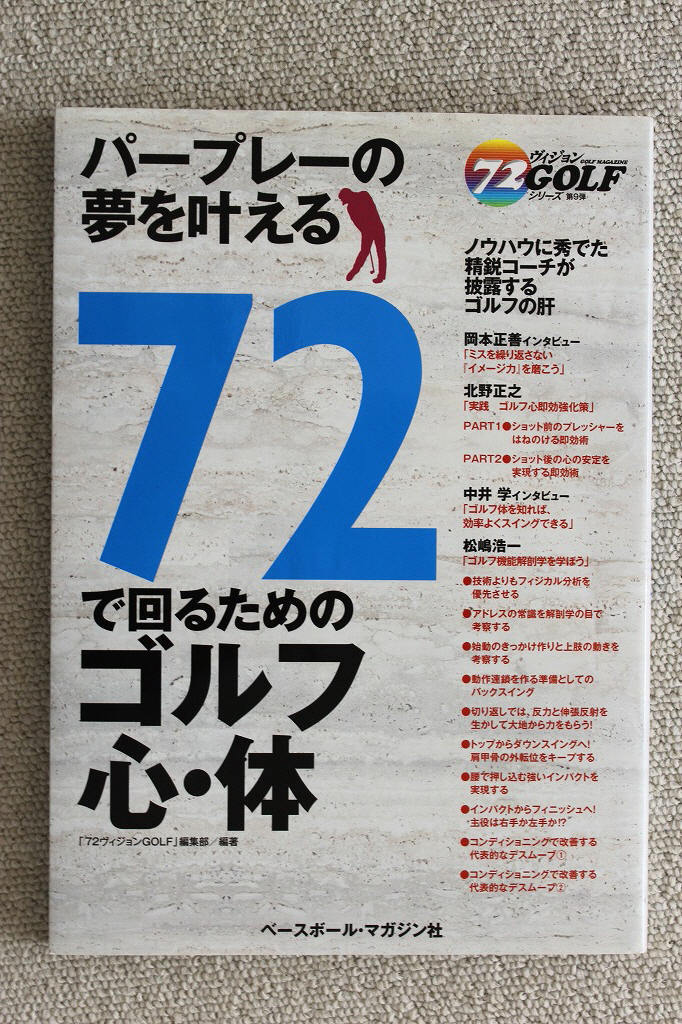 パープレーの
夢を叶える
72
で回るための
ゴルフ
心・体
「72ヴィジョンGOLF」編集部／編著
72
ヴィジョン
GOLF MAGAZINE
GOLF
シリーズ 第9弾
ノウハウに秀でた
精鋭コーチが
披露する
ゴルフの肝
岡本正善インタビュー
「ミスを繰り返さない
『イメージ力』を磨こう」
北野正之
「実践 ゴルフ心即効強化策」
PART1●ショット前のプレッシャーを
はねのける即効術
PART2●ショット後の心の安定を
実現する即効術
中井 学インタビュー
「ゴルフ体を知れば、
効率よくスイングできる」
松嶋浩一
「ゴルフ機能解剖学を学ぼう」
●技術よりもフィジカル分析を
優先させる
●アドレスの常識を解剖学の目で
考察する
●始動のきっかけ作りと上肢の動きを
考察する
●動作連鎖を作る準備としての
バックスイング
●切り返しでは、反力と伸張反射を
生かして大地から力をもらう!
●トップからダウンスイングへ!
肩甲骨の外転位をキープする
●腰で押し込む強いインパクトを
実現する
●インパクトからフィニッシュへ!
主役は右手か左手か!?
●コンディショニングで改善する
代表的なデスムーブ①
●コンディショニングで改善する
代表的なデスムーブ②
ベースボール・マガジン社